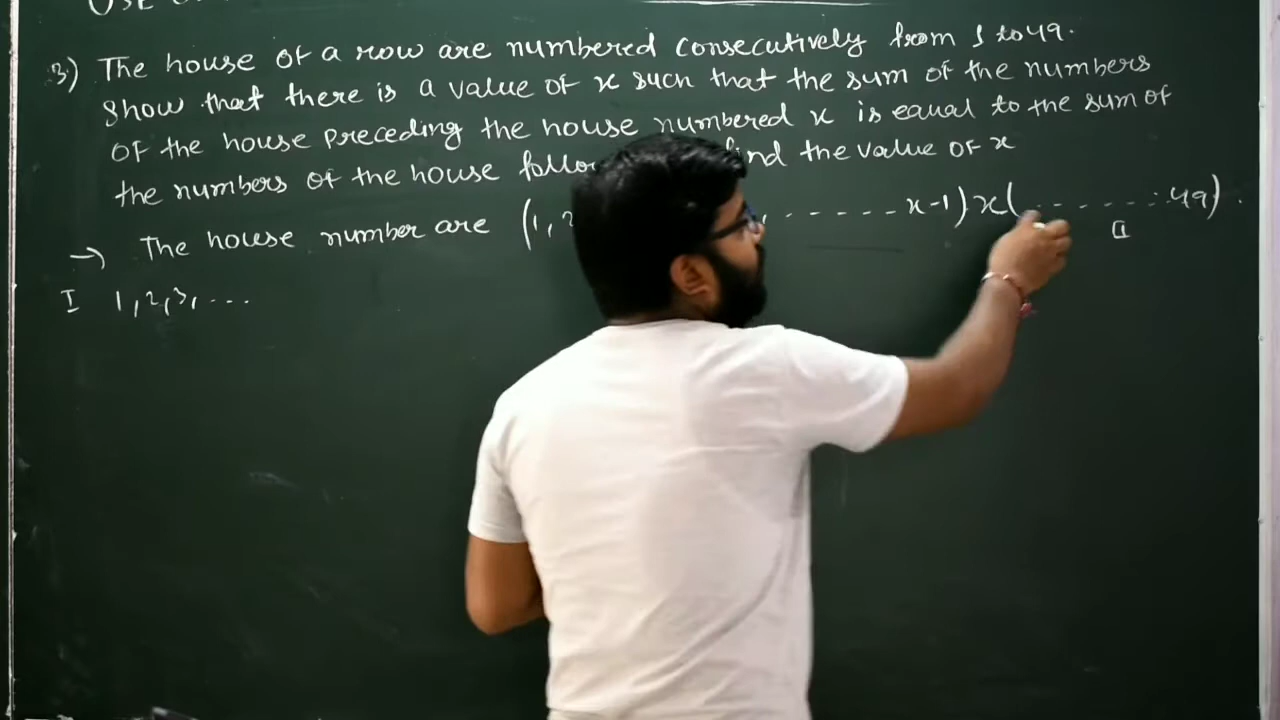 3) The house of a row are numbered consecutively from 1 to 49.
Show that there is a value of x such that the sum of the numbers
of the house preceding the house numbered x is equal to the sum of
the numbers of the house find the value of x
→ The house number are (1, ------ x-1) x( ------ 49).
II
I 1, 2, 3, ...